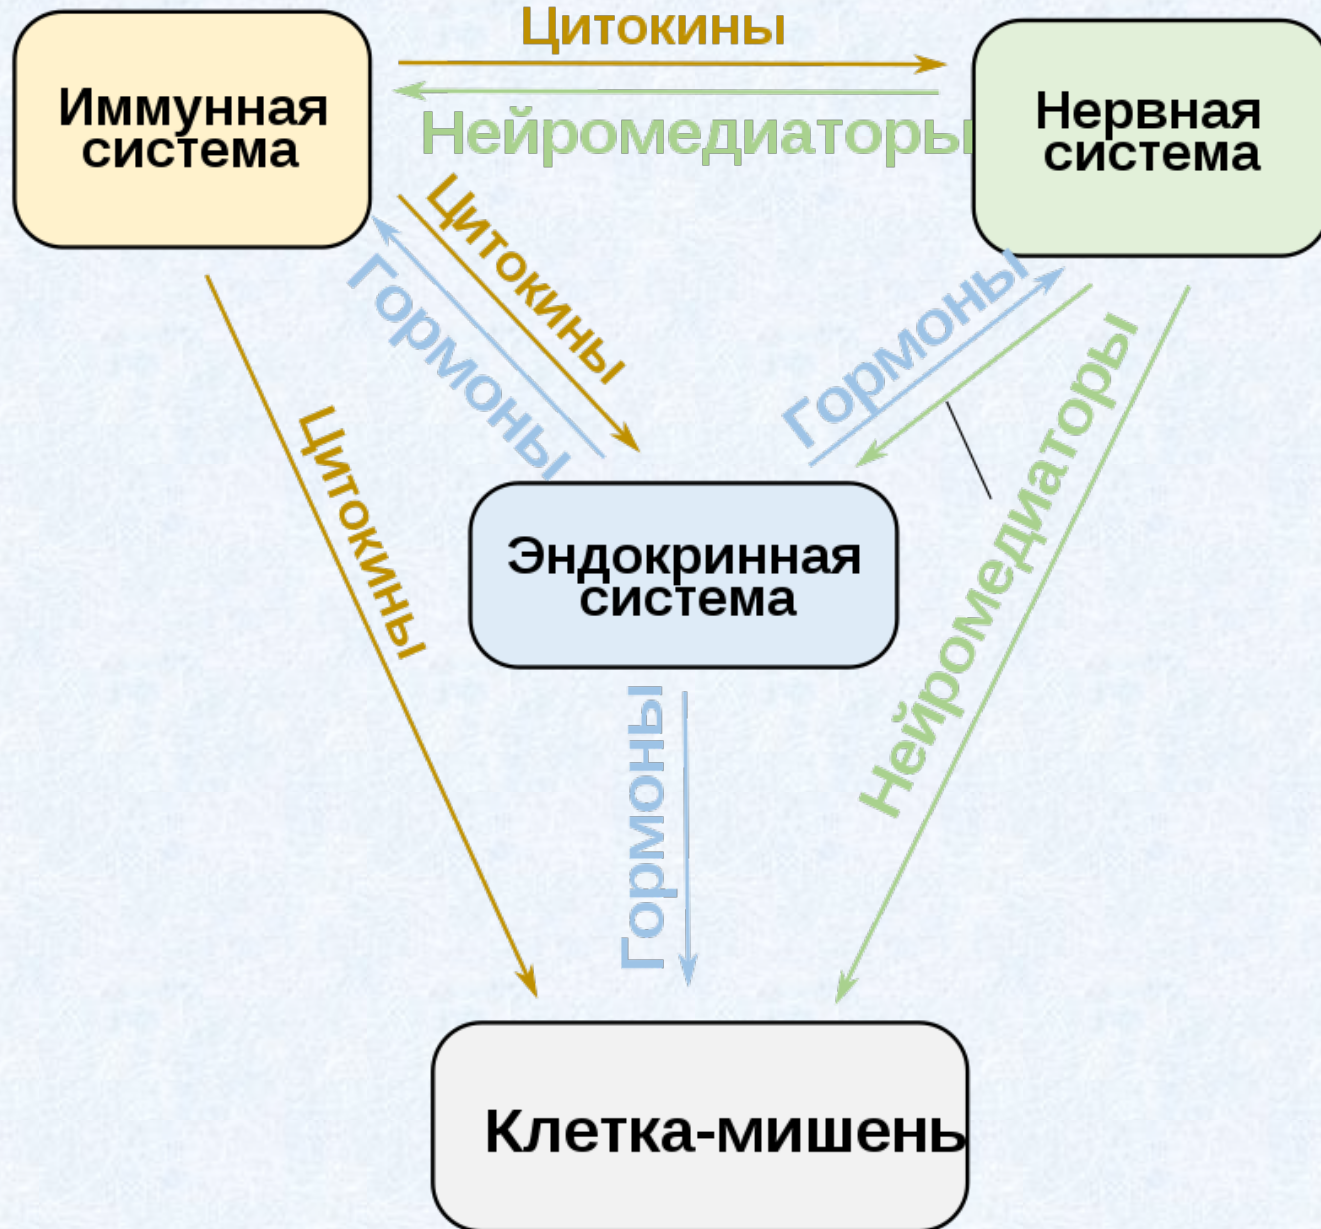 Цитокины
Иммунная
система
Нервная
система
Нейромедиаторы
Цитокины
Гормоны
Гормоны
Нейромедиаторы
Цитокины
Эндокринная
система
Гормоны
Клетка-мишень